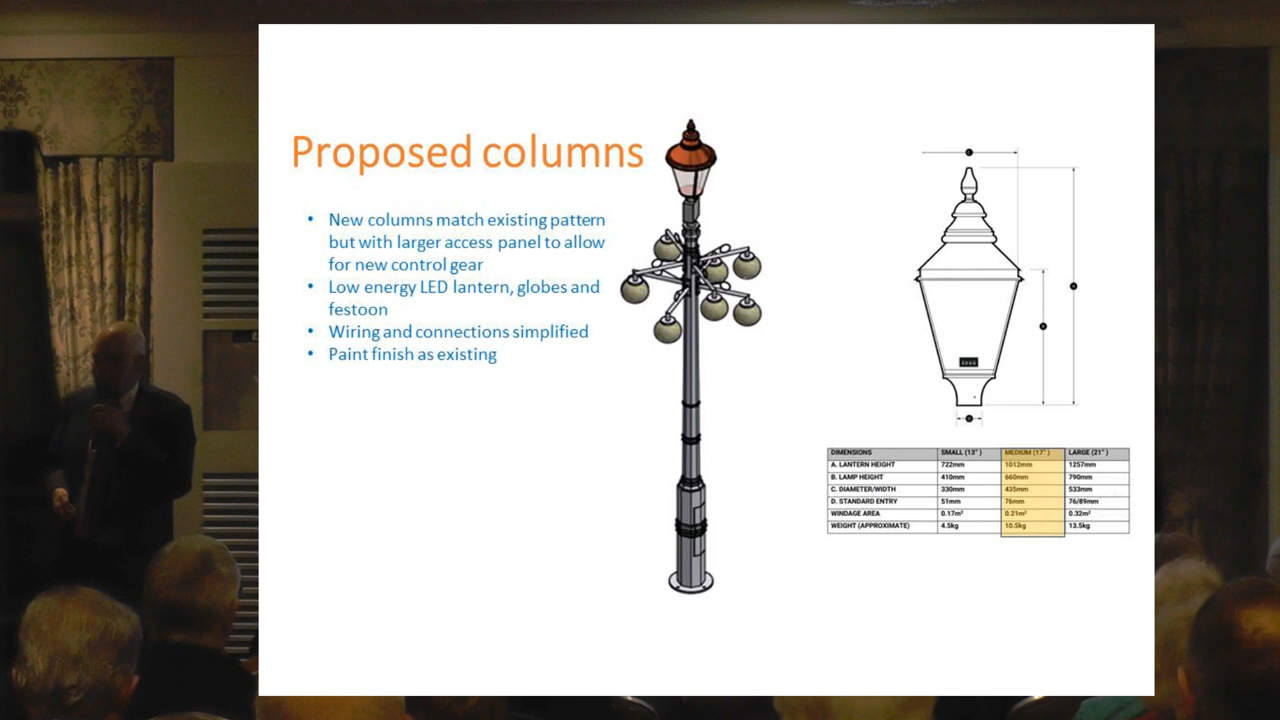 Proposed columns
• New columns match existing pattern
but with larger access panel to allow
for new control gear
• Low energy LED lantern, globes and
festoon
• Wiring and connections simplified
• Paint finish as existing
DIMENSIONS SMALL (13" ) MEDIUM (17" ) LARGE (21" )
A. LANTERN HEIGHT 722mm 1012mm 1257mm
B. LAMP HEIGHT 410mm 660mm 790mm
C. DIAMETER/WIDTH 330mm 435mm 533mm
D. STANDARD ENTRY 51mm 76mm 76/89mm
WINDAGE AREA 0.17m² 0.21m² 0.32m²
WEIGHT (APPROXIMATE) 4.5kg 10.5kg 13.5kg